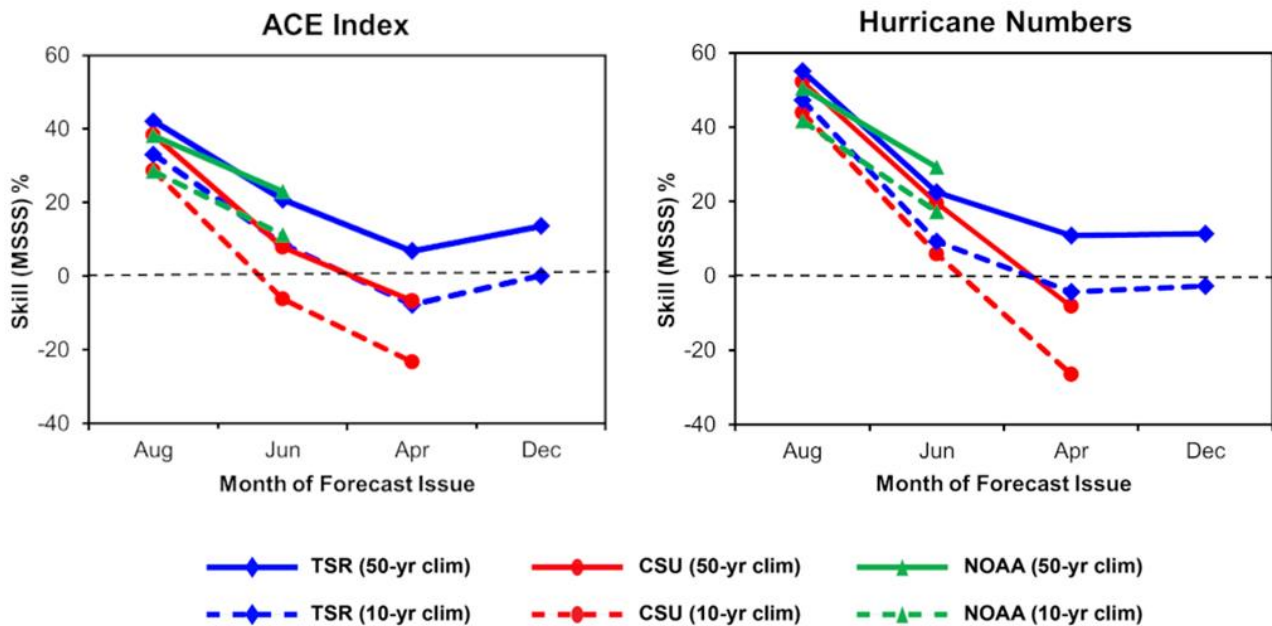 ACE Index
Skill (MSSS) %
60
40
20
0
-20
-40
Aug Jun Apr Dec
Month of Forecast Issue
Hurricane Numbers
Skill (MSSS) %
60
40
20
0
-20
-40
Aug Jun Apr Dec
Month of Forecast Issue
TSR (50-yr clim) CSU (50-yr clim) NOAA (50-yr clim)
TSR (10-yr clim) CSU (10-yr clim) NOAA (10-yr clim)